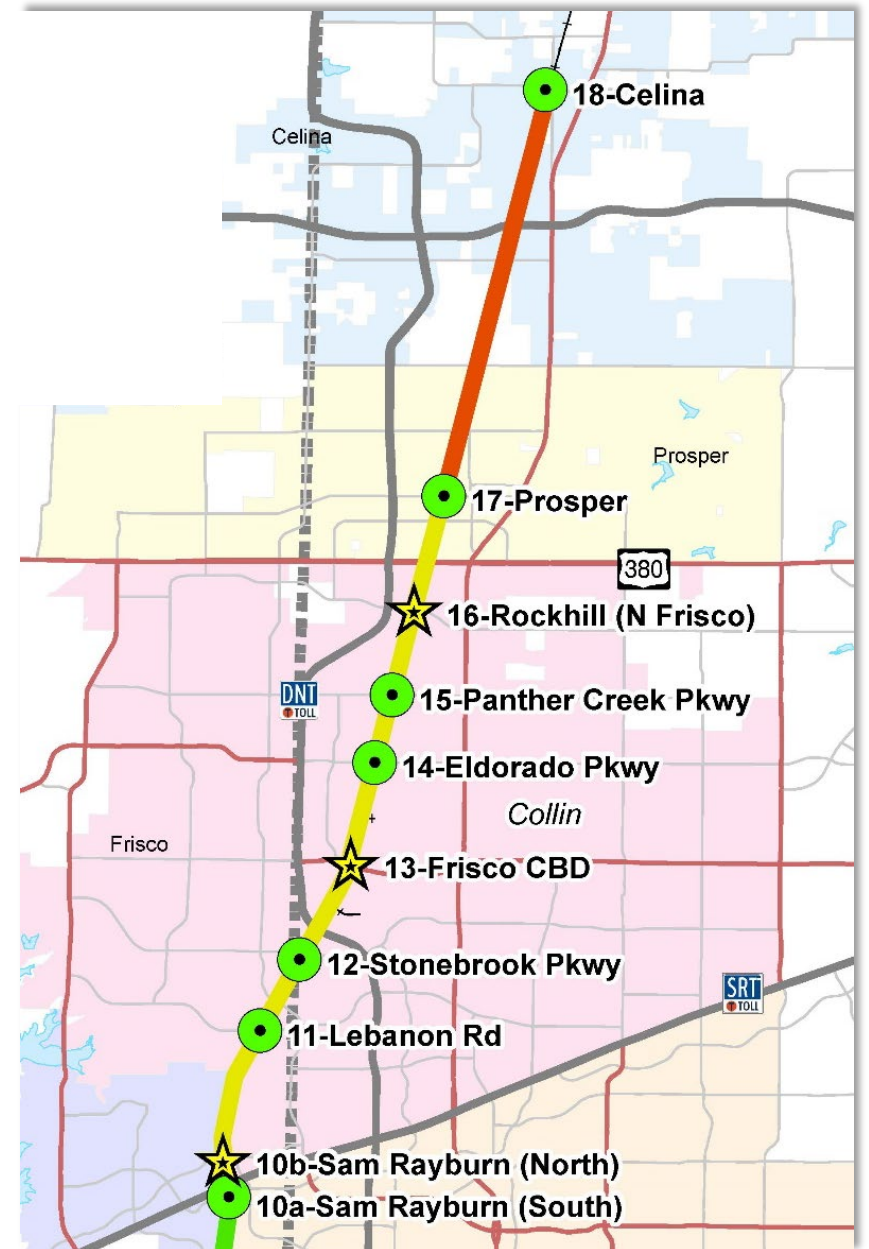 18-Celina
Celina
Prosper
17-Prosper
380
16-Rockhill (N Frisco)
DNT
TOLL
15-Panther Creek Pkwy
14-Eldorado Pkwy
Collin
Frisco
13-Frisco CBD
12-Stonebrook Pkwy
SRT
TOLL
11-Lebanon Rd
10b-Sam Rayburn (North)
10a-Sam Rayburn (South)